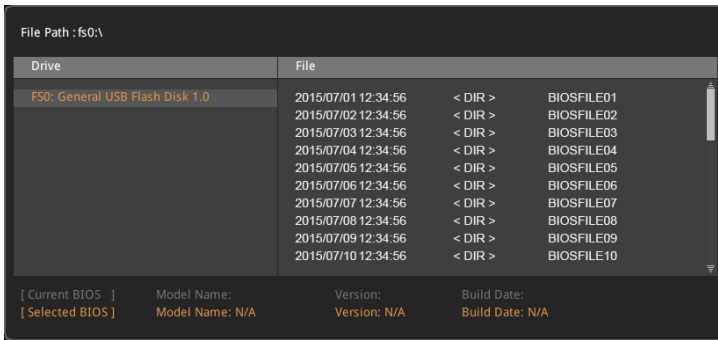 File Path : fs0:\
Drive File
FS0: General USB Flash Disk 1.0
2015/07/01 12:34:56 < DIR > BIOSFILE01
2015/07/02 12:34:56 < DIR > BIOSFILE02
2015/07/03 12:34:56 < DIR > BIOSFILE03
2015/07/04 12:34:56 < DIR > BIOSFILE04
2015/07/05 12:34:56 < DIR > BIOSFILE05
2015/07/06 12:34:56 < DIR > BIOSFILE06
2015/07/07 12:34:56 < DIR > BIOSFILE07
2015/07/08 12:34:56 < DIR > BIOSFILE08
2015/07/09 12:34:56 < DIR > BIOSFILE09
2015/07/10 12:34:56 < DIR > BIOSFILE10
[ Current BIOS ] Model Name: Version: Build Date:
[ Selected BIOS ] Model Name: N/A Version: N/A Build Date: N/A